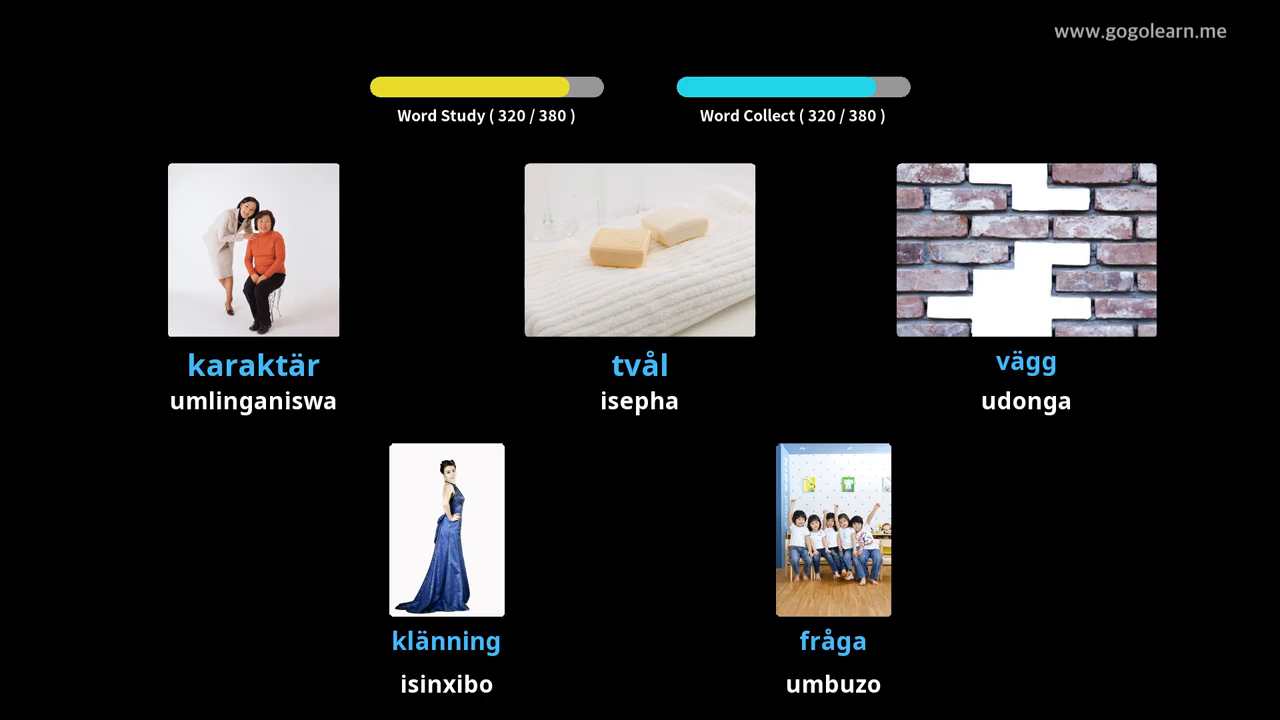 www.gogolearn.me
Word Study ( 320 / 380 )
Word Collect ( 320 / 380 )
karaktär
umlinganiswa
tvål
isepha
vägg
udonga
klänning
isinxibo
fråga
umbuzo